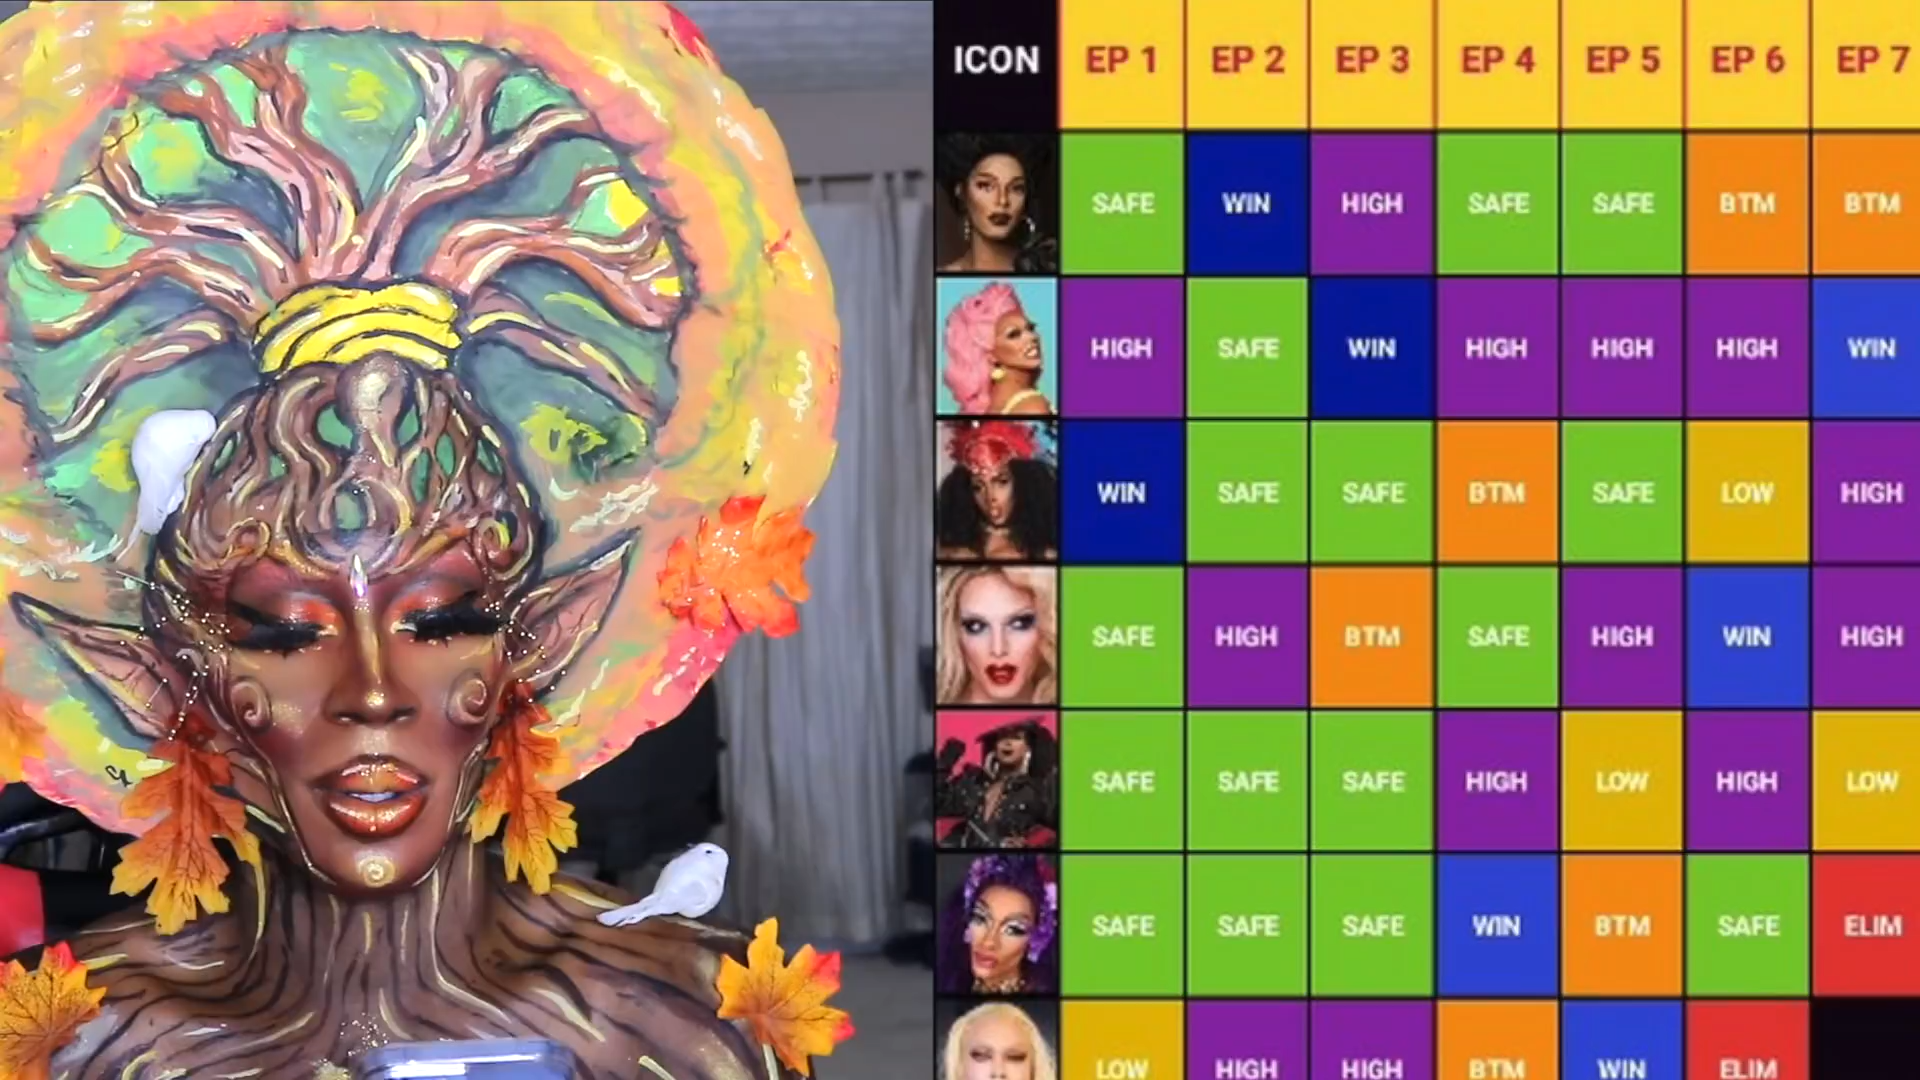 ICON EP 1 EP 2 EP 3 EP 4 EP 5 EP 6 EP 7
SAFE WIN HIGH SAFE SAFE BTM BTM
HIGH SAFE WIN HIGH HIGH HIGH WIN
WIN SAFE SAFE BTM SAFE LOW HIGH
SAFE HIGH BTM SAFE HIGH WIN HIGH
SAFE SAFE SAFE HIGH LOW HIGH LOW
SAFE SAFE SAFE WIN BTM SAFE ELIM
LOW HIGH HIGH BTM WIN ELIM